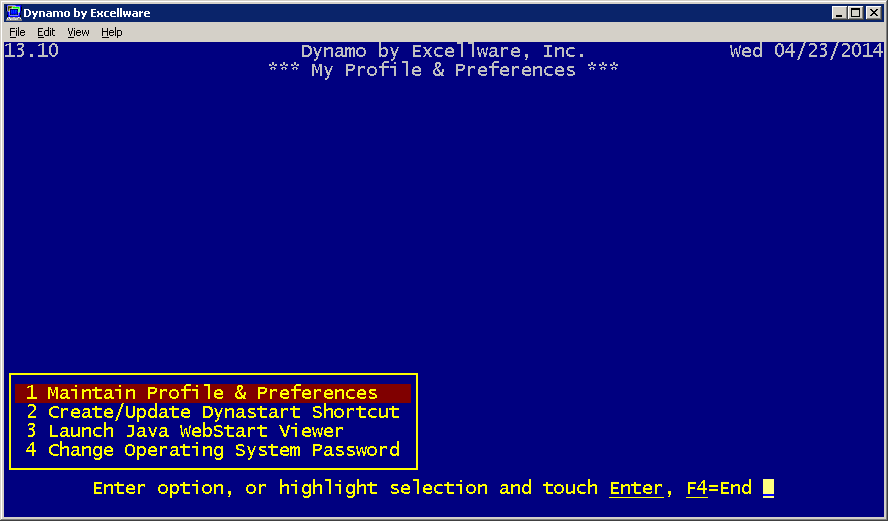 Dynamo by Excellware
File Edit View Help
13.10 Dynamo by Excellware, Inc. Wed 04/23/2014
*** My Profile & Preferences ***
1 Maintain Profile & Preferences
2 Create/Update Dynastart Shortcut
3 Launch Java WebStart Viewer
4 Change Operating System Password
Enter option, or highlight selection and touch Enter, F4=End